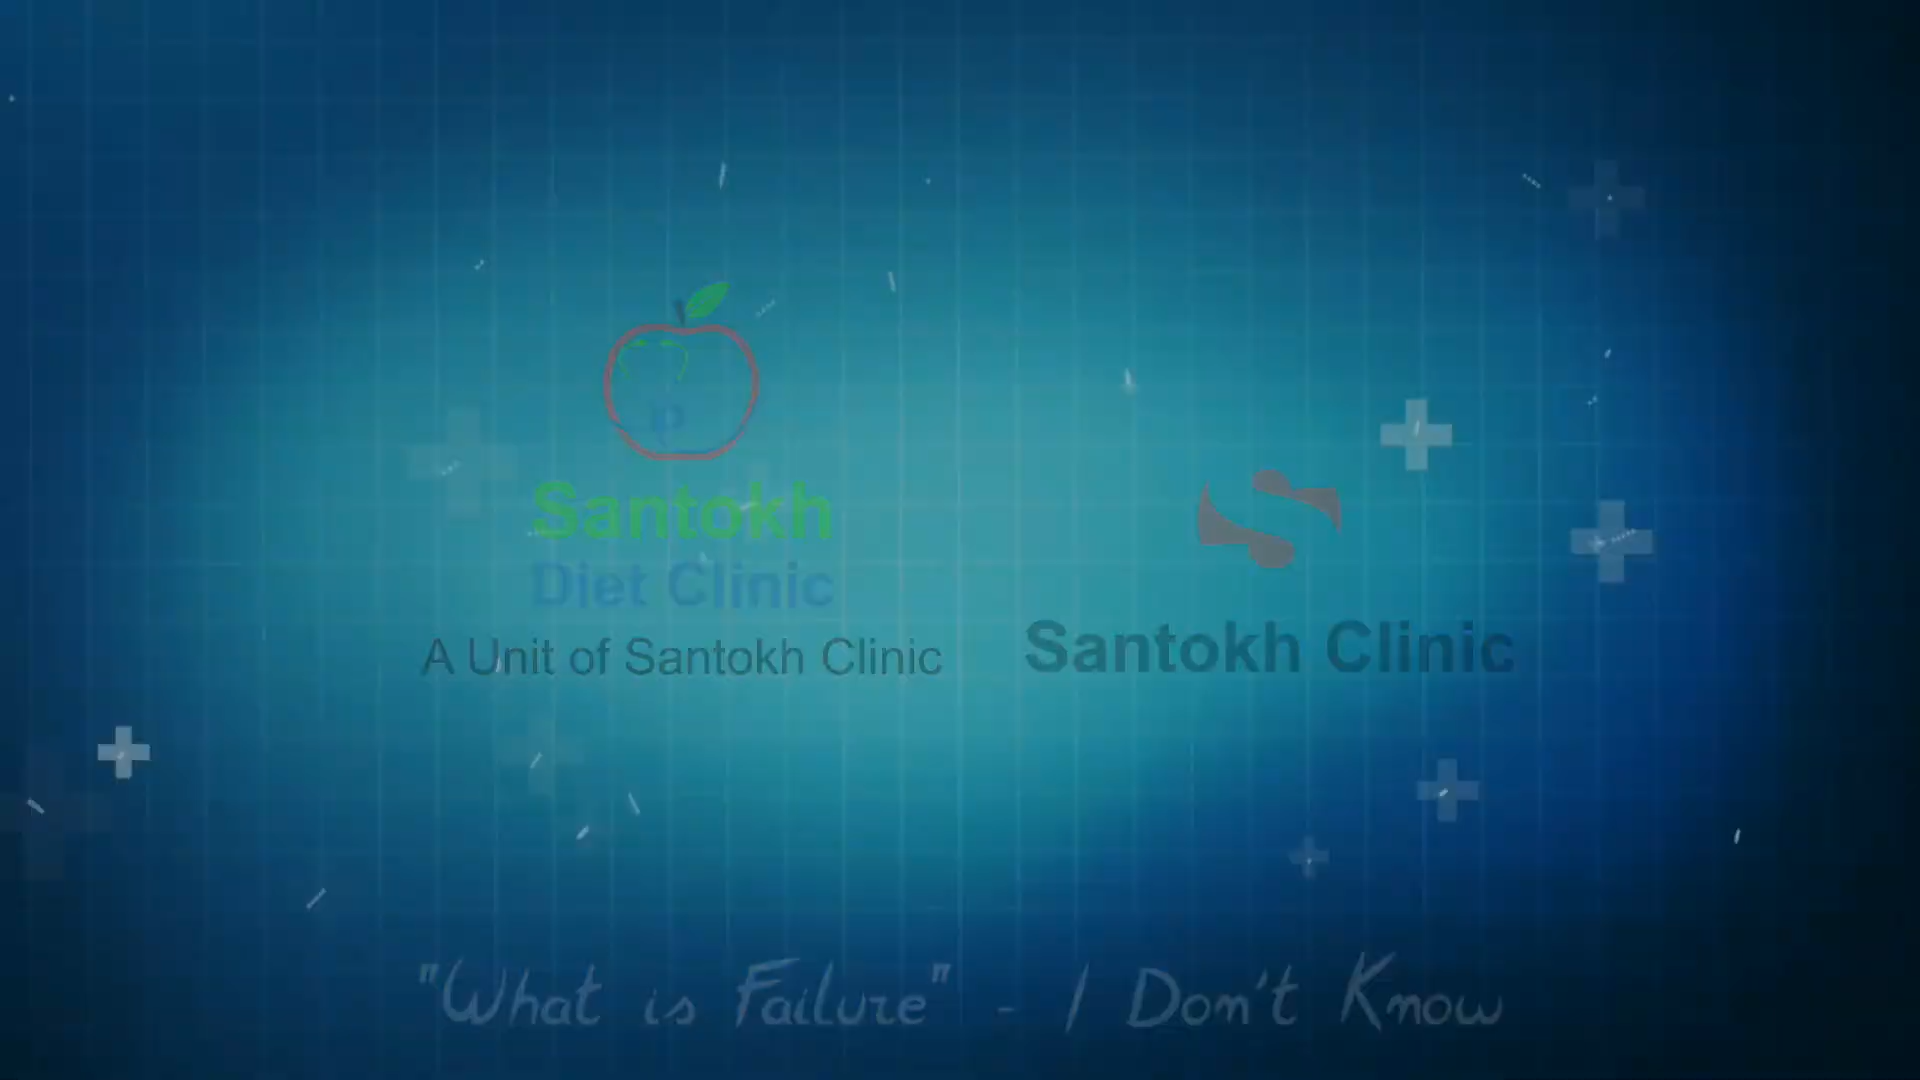 Santokh
Diet Clinic
A Unit of Santokh Clinic
Santokh Clinic
"What is Failure" - I Don't Know